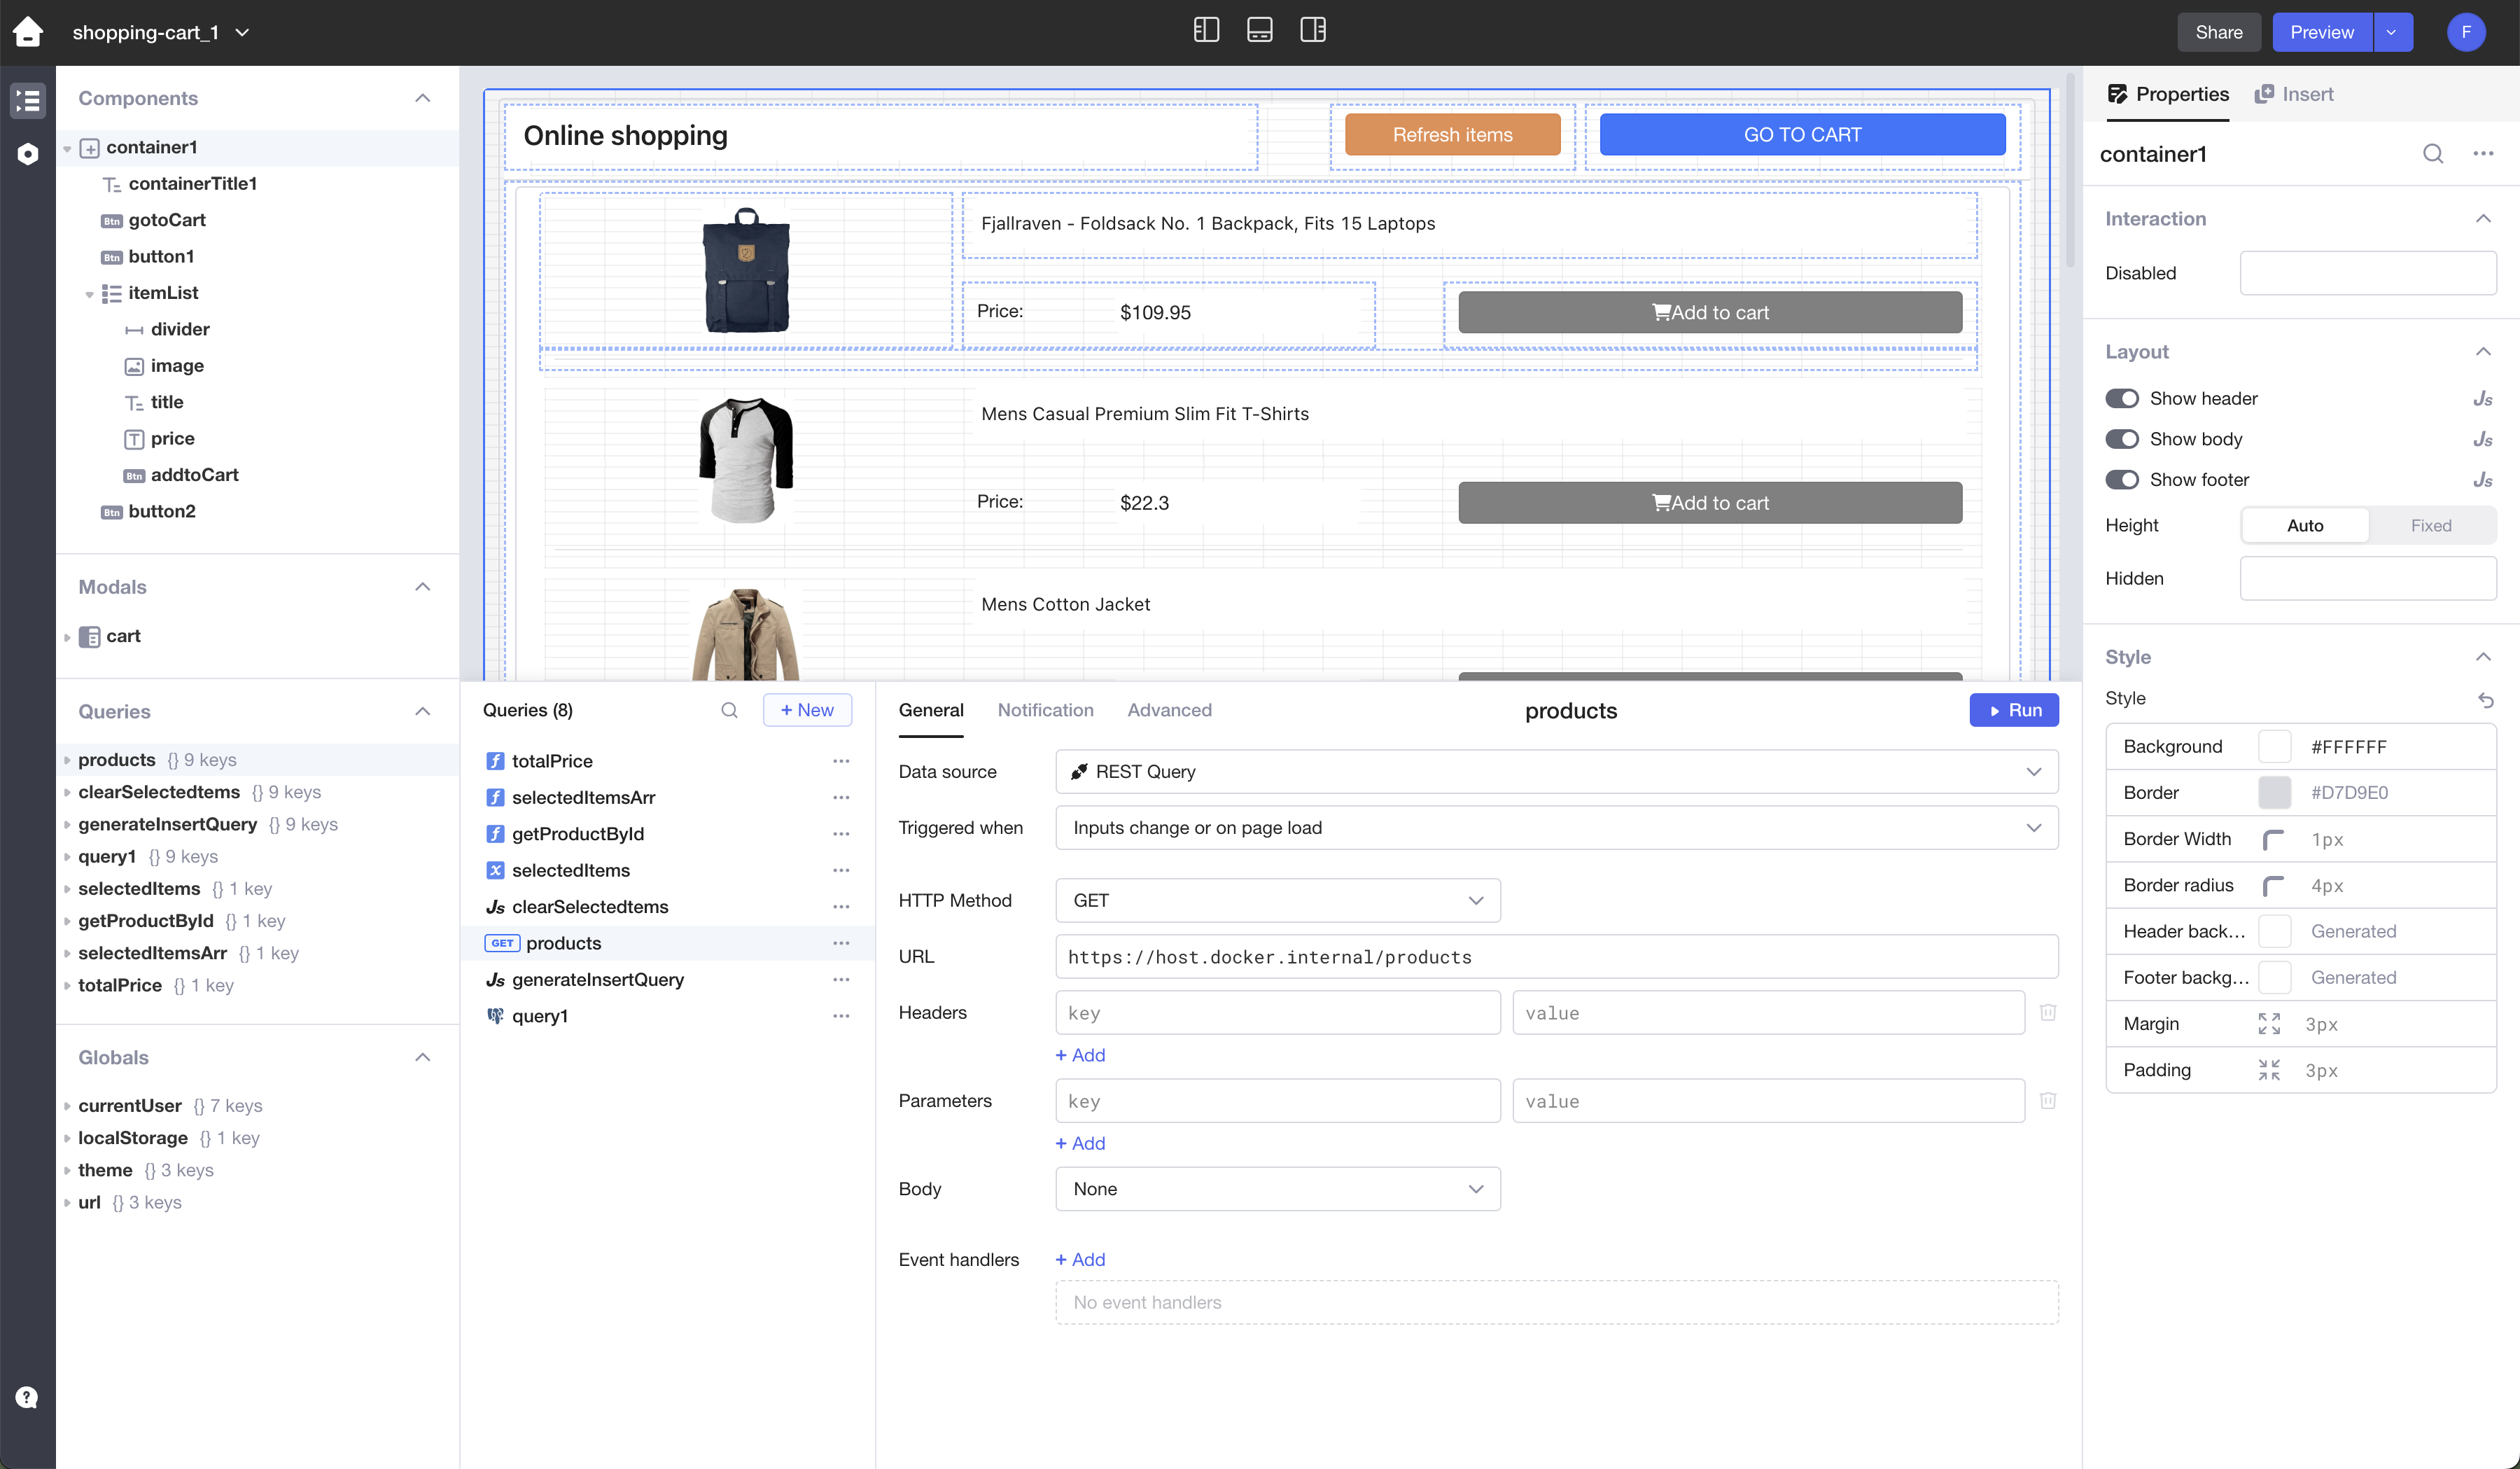 shopping-cart_1
Share
Preview
F
Components
container1
containerTitle1
Btn gotoCart
Btn button1
itemList
divider
image
title
price
Btn addtoCart
Btn button2
Modals
cart
Queries
products {} 9 keys
clearSelectedtems {} 9 keys
generateInsertQuery {} 9 keys
query1 {} 9 keys
selectedItems {} 1 key
getProductById {} 1 key
selectedItemsArr {} 1 key
totalPrice {} 1 key
Globals
currentUser {} 7 keys
localStorage {} 1 key
theme {} 3 keys
url {} 3 keys
Online shopping
Refresh items
GO TO CART
Fjallraven - Foldsack No. 1 Backpack, Fits 15 Laptops
Price: $109.95
Add to cart
Mens Casual Premium Slim Fit T-Shirts
Price: $22.3
Add to cart
Mens Cotton Jacket
Queries (8)
+ New
totalPrice
selectedItemsArr
getProductById
selectedItems
Js clearSelectedtems
GET products
Js generateInsertQuery
query1
General
Notification
Advanced
products
Run
Data source
REST Query
Triggered when
Inputs change or on page load
HTTP Method
GET
URL
https://host.docker.internal/products
Headers
key
value
+ Add
Parameters
key
value
+ Add
Body
None
Event handlers
+ Add
No event handlers
Properties
Insert
container1
Interaction
Disabled
Layout
Show header Js
Show body Js
Show footer Js
Height
Auto
Fixed
Hidden
Style
Style
Background #FFFFFF
Border #D7D9E0
Border Width 1px
Border radius 4px
Header back... Generated
Footer backg... Generated
Margin 3px
Padding 3px